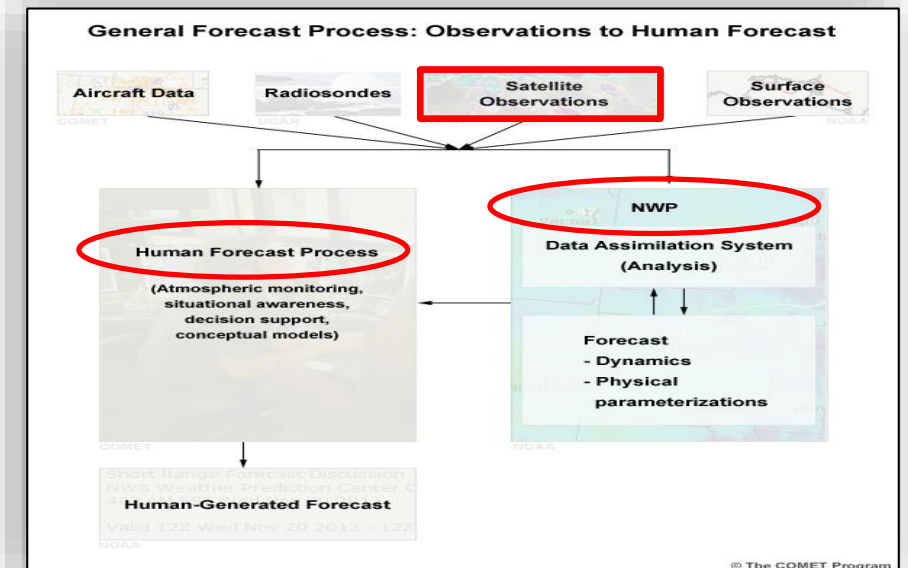 General Forecast Process: Observations to Human Forecast
Aircraft Data
Radiosondes
Satellite
Observations
Surface
Observations
COMET
UCAR
NOAA
NWP
Data Assimilation System
(Analysis)
Human Forecast Process
(Atmospheric monitoring,
situational awareness,
decision support,
conceptual models)
Forecast
- Dynamics
- Physical
parameterizations
COMET
NOAA
Short Range Forecast Discussion
NWS Weather Prediction Center C
Human-Generated Forecast
Valid 12Z Wed Nov 20 2013 - 12Z
NOAA
© The COMET Program